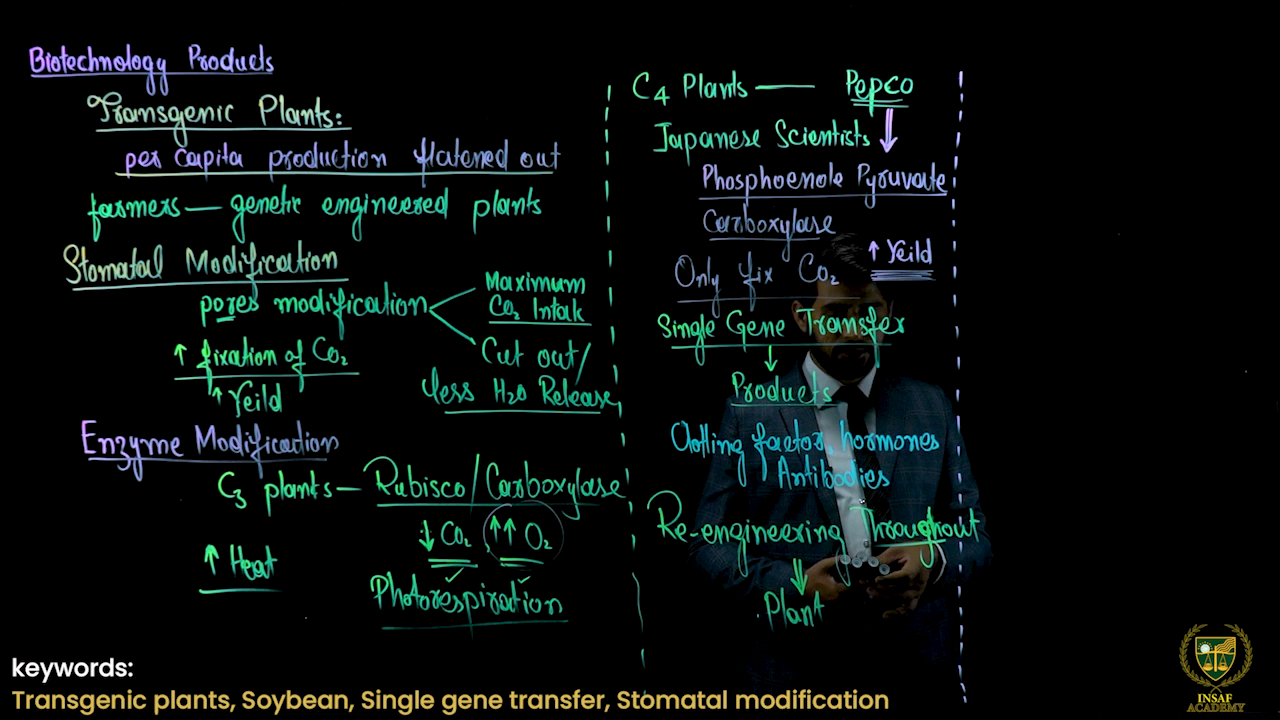 Biotechnology Products
Transgenic Plants:
per capita production flatened out
farmers — genetic engineered plants
Stomatal Modification
pores modification
Maximum
CO2 Intak
↑ fixation of CO2
Cut out/
less H2O Release
↑ Yeild
Enzyme Modification
C3 plants — Rubisco/Carboxylase
↓ CO2, ↑↑ O2
↑ Heat
Photorespiration
C4 Plants — Pepco
Japanese Scientists
Phosphoenole Pyruvate
Carboxylase
↑ Yeild
Only fix CO2
Single Gene Transfer
↓
Products
Clotting factor, hormones
Antibodies
Re-engineering Throughout
Plant
keywords:
Transgenic plants, Soybean, Single gene transfer, Stomatal modification
INSAF
ACADEMY